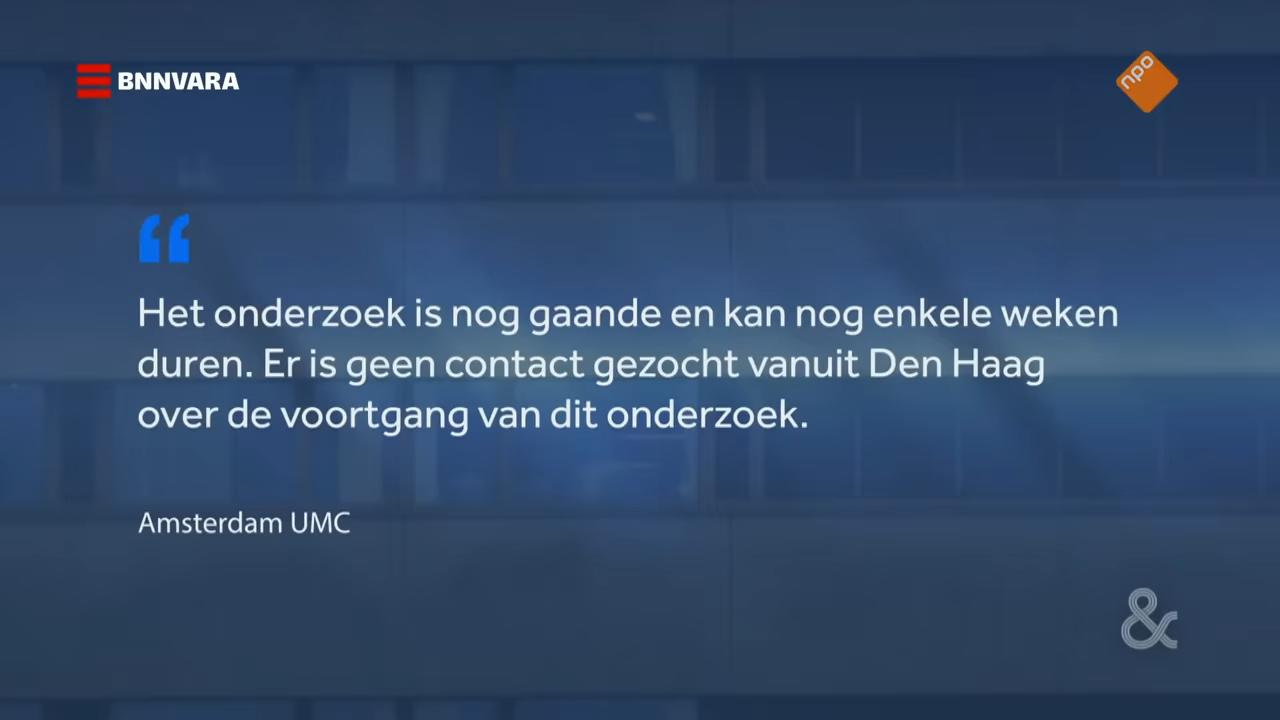 BNNVARA
npo
“
Het onderzoek is nog gaande en kan nog enkele weken
duren. Er is geen contact gezocht vanuit Den Haag
over de voortgang van dit onderzoek.
Amsterdam UMC
&